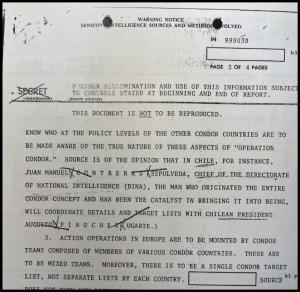 WARNING NOTICE
SENSITIVE INTELLIGENCE SOURCES AND METHODS INVOLVED
IN 999059
PAGE 3 OF 4 PAGES
SECRET
(classification)
FURTHER DISSEMINATION AND USE OF THIS INFORMATION SUBJECT
TO CONTROLS STATED AT BEGINNING AND END OF REPORT.
THIS DOCUMENT IS NOT TO BE REPRODUCED.
KNOW WHO AT THE POLICY LEVELS OF THE OTHER CONDOR COUNTRIES ARE
TO BE MADE AWARE OF THE TRUE NATURE OF THESE ASPECTS OF "OPERATION
CONDOR." SOURCE IS OF THE OPINION THAT IN CHILE, FOR INSTANCE,
JUAN MANUEL CONTRERAS SEPULVEDA, CHIEF OF THE DIRECTORATE
OF NATIONAL INTELLIGENCE (DINA), THE MAN WHO ORIGINATED THE ENTIRE
CONDOR CONCEPT AND HAS BEEN THE CATALYST IN BRINGING IT INTO BEING,
WILL COORDINATE DETAILS AND TARGET LISTS WITH CHILEAN PRESIDENT
AUGUSTO PINOCHET UGARTE.
3. ACTION OPERATIONS IN EUROPE ARE TO BE MOUNTED BY CONDOR
TEAMS COMPOSED OF MEMBERS OF VARIOUS CONDOR COUNTRIES. THESE ARE
TO BE MIXED TEAMS. MOREOVER, THERE IS TO BE A SINGLE CONDOR TARGET
LIST, NOT SEPARATE LISTS BY EACH COUNTRY. SOURCE